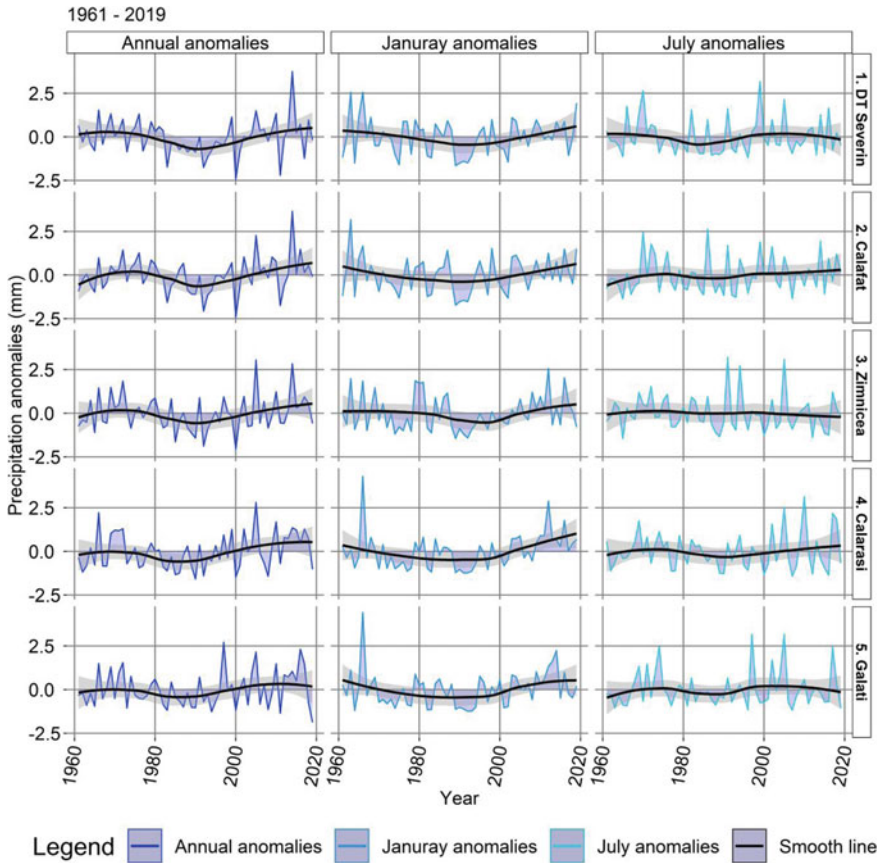 1961 - 2019
Annual anomalies Januray anomalies July anomalies
Precipitation anomalies (mm)
2.5
0.0
-2.5
1. DT Severin
2.5
0.0
-2.5
2. Calafat
2.5
0.0
-2.5
3. Zimnicea
2.5
0.0
-2.5
4. Calarasi
2.5
0.0
-2.5
5. Galati
1960 1980 2000 2020 1960 1980 2000 2020 1960 1980 2000 2020
Year
Legend Annual anomalies Januray anomalies July anomalies Smooth line